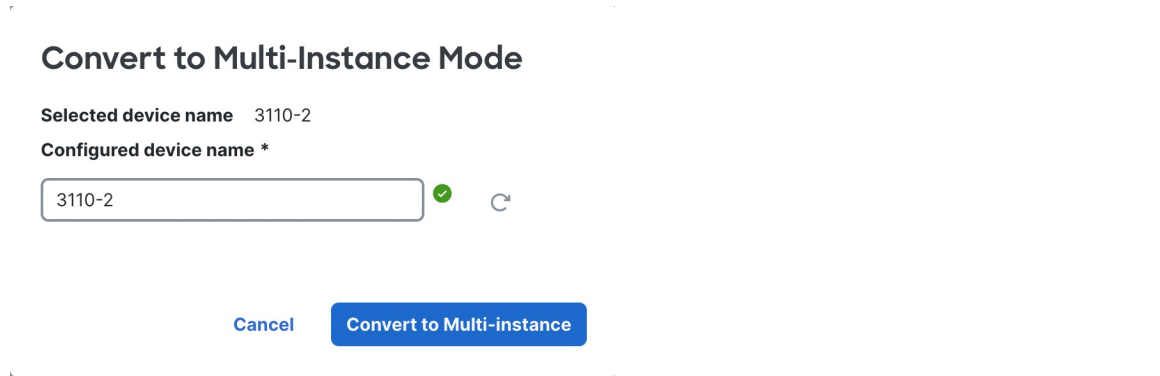 Convert to Multi-Instance Mode
Selected device name 3110-2
Configured device name *
3110-2
Cancel Convert to Multi-instance